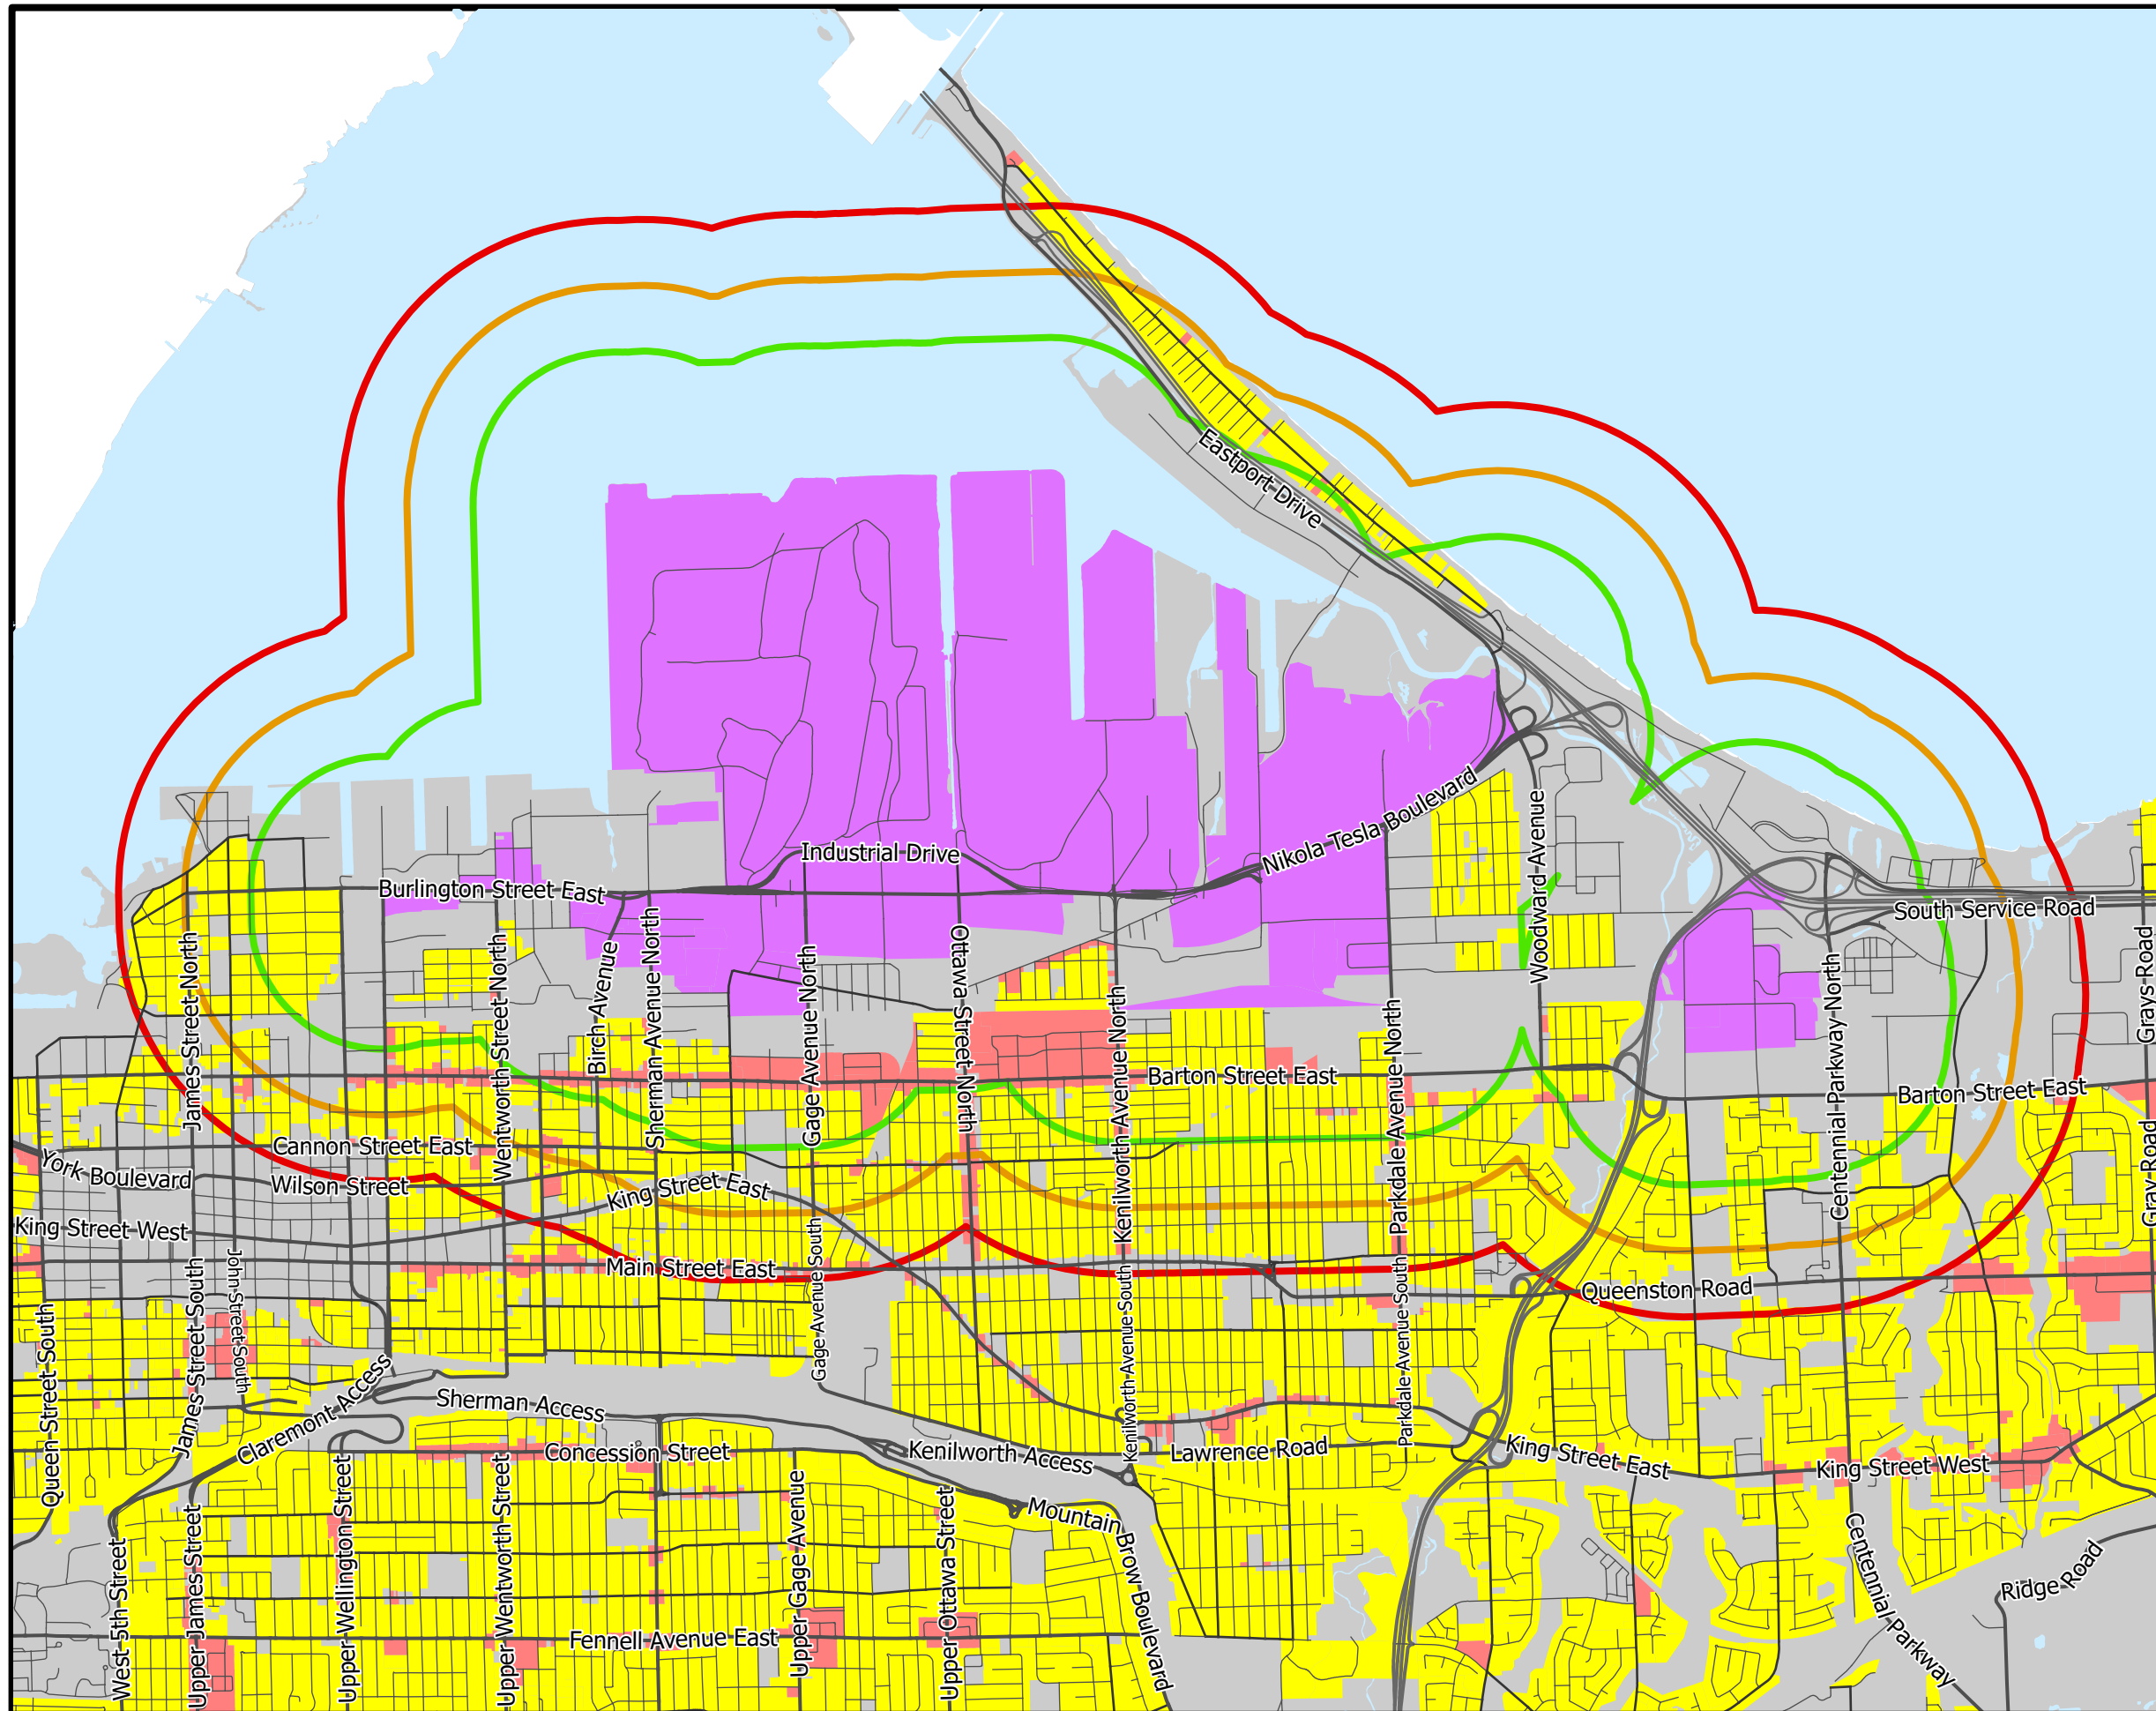 Eastport Drive
Nikola Tesla Boulevard
Industrial Drive
Burlington Street East
Woodward Avenue
South Service Road
James Street North
Wentworth Street North
Birch Avenue
Sherman Avenue North
Gage Avenue North
Ottawa Street North
Kenilworth Avenue North
Parkdale Avenue North
Centennial Parkway North
Grays Road
Barton Street East
Barton Street East
Cannon Street East
York Boulevard
Wilson Street
King Street East
King Street West
Gray Road
Main Street East
Queenston Road
Queen Street South
James Street South
John Street South
Gage Avenue South
Kenilworth Avenue South
Parkdale Avenue South
Claremont Access
Sherman Access
Concession Street
Kenilworth Access
Lawrence Road
King Street East
King Street West
Mountain Brow Boulevard
West 5th Street
Upper James Street
Upper Wellington Street
Upper Wentworth Street
Upper Gage Avenue
Upper Ottawa Street
Centennial Parkway
Ridge Road
Fennell Avenue East